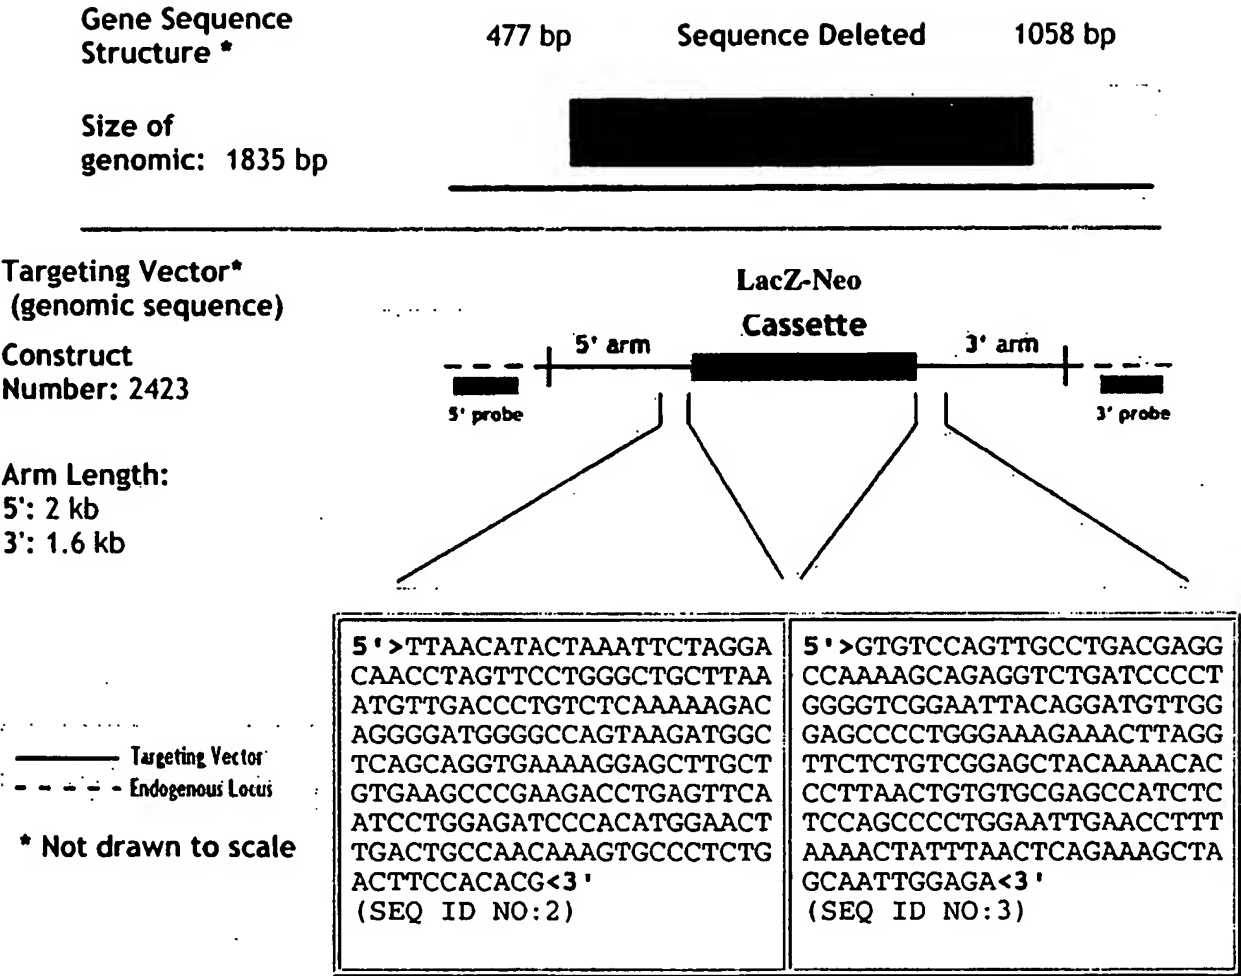 Gene Sequence
Structure *
477 bp Sequence Deleted 1058 bp
Size of
genomic: 1835 bp
Targeting Vector*
(genomic sequence)
LacZ-Neo
Cassette
5' arm
3' arm
Construct
Number: 2423
5' probe
3' probe
Arm Length:
5': 2 kb
3': 1.6 kb
5'>TTAACATACTAAATTCTAGGA
CAACCTAGTTCCTGGGCTGCTTAA
ATGTTGACCCTGTCTCAAAAAGAC
AGGGGATGGGGCCAGTAAGATGGC
TCAGCAGGTGAAAAGGAGCTTGCT
GTGAAGCCCGAAGACCTGAGTTCA
ATCCTGGAGATCCCACATGGAACT
TGACTGCCAACAAAGTGCCCTCTG
ACTTCCACACG<3'
(SEQ ID NO:2)
5'>GTGTCCAGTTGCCTGACGAGG
CCAAAAGCAGAGGTCTGATCCCCT
GGGGTCGGAATTACAGGATGTTGG
GAGCCCCTGGGAAAGAAACTTAGG
TTCTCTGTCGGAGCTACAAAACAC
CCTTAACTGTGTGCGAGCCATCTC
TCCAGCCCCTGGAATTGAACCTTT
AAAACTATTTAACTCAGAAAGCTA
GCAATTGGAGA<3'
(SEQ ID NO:3)
Targeting Vector
Endogenous Locus
* Not drawn to scale